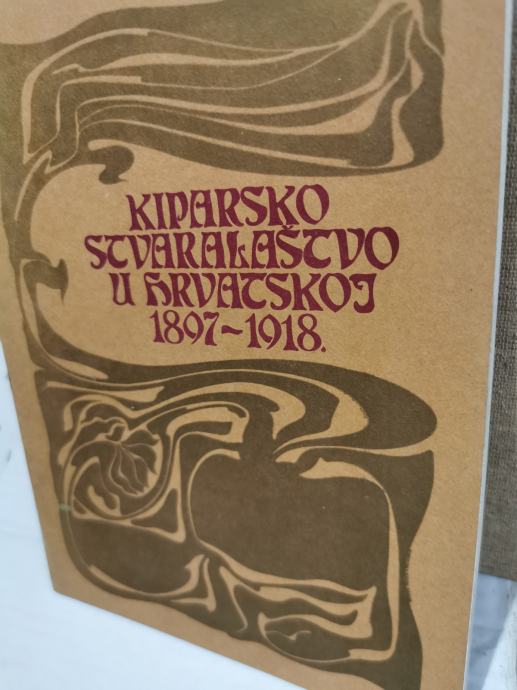 KIPARSKO
STVARALAŠTVO
U HRVATSKOJ
1897-1918.